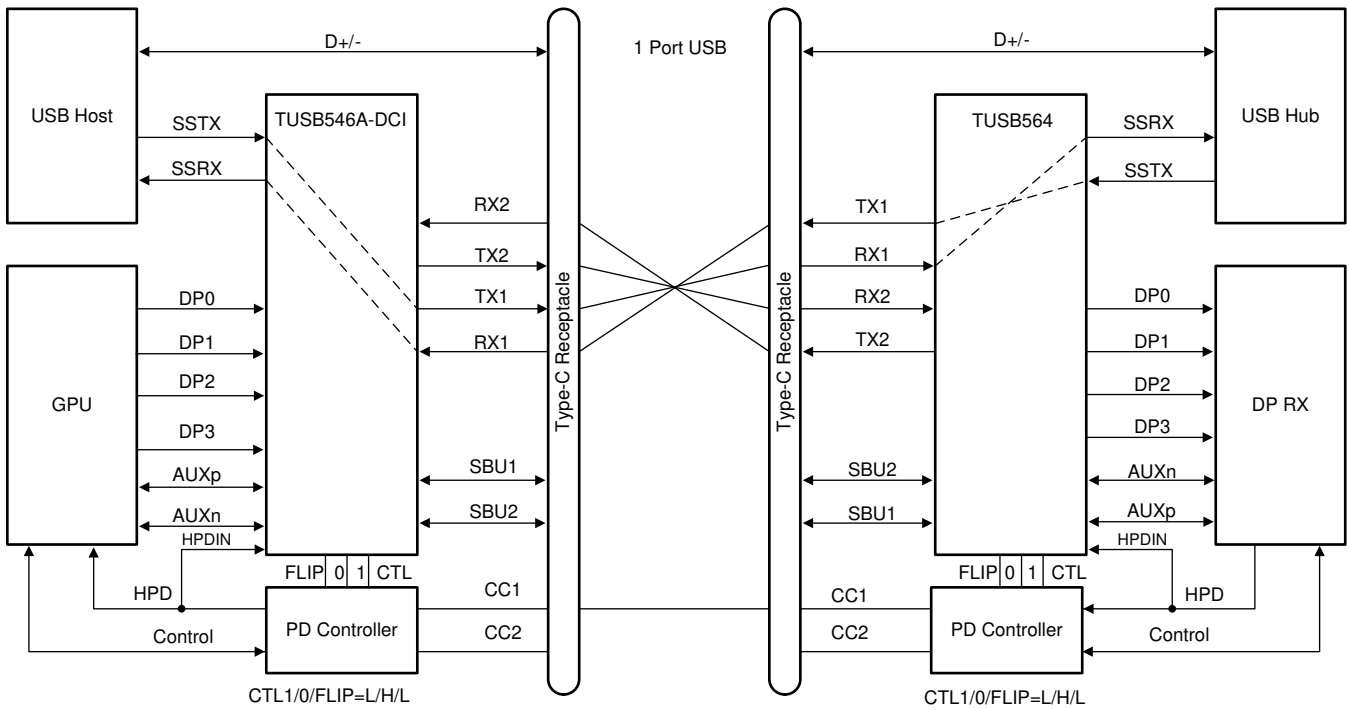 D+/-
1 Port USB
D+/-
USB Host
TUSB546A-DCI
TUSB564
USB Hub
SSTX
SSRX
SSRX
SSTX
RX2
TX2
TX1
RX1
TX1
RX1
RX2
TX2
Type-C Receptacle
Type-C Receptacle
GPU
DP0
DP1
DP2
DP3
AUXp
AUXn
HPDIN
SBU1
SBU2
SBU2
SBU1
DP0
DP1
DP2
DP3
AUXn
AUXp
HPDIN
DP RX
FLIP 0 1 CTL
FLIP 0 1 CTL
HPD
CC1
CC1
HPD
Control
PD Controller
CC2
CC2
PD Controller
Control
CTL1/0/FLIP=L/H/L
CTL1/0/FLIP=L/H/L